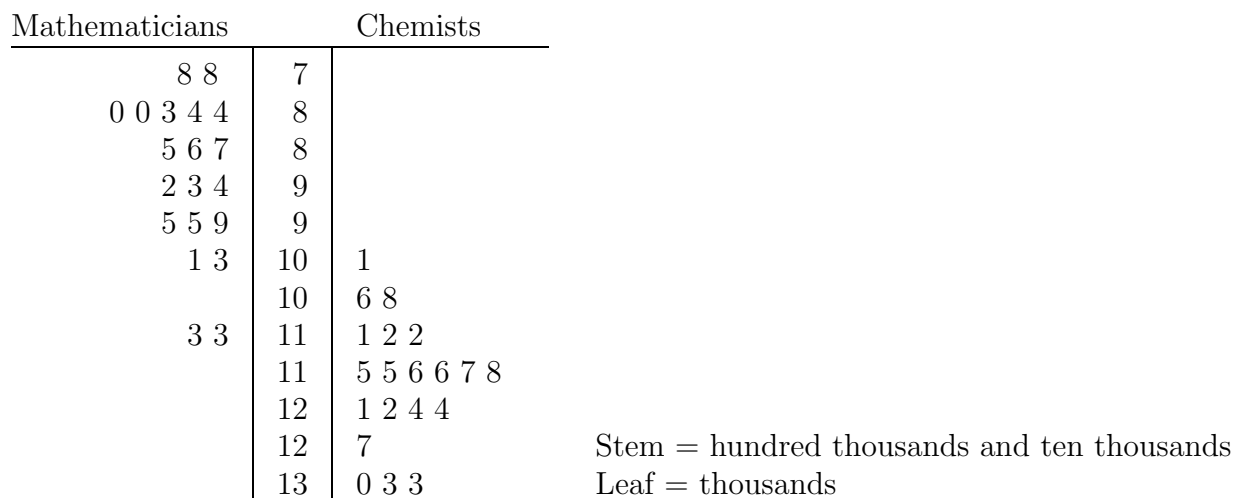 Mathematicians Chemists
8 8 7
0 0 3 4 4 8
5 6 7 8
2 3 4 9
5 5 9 9
1 3 10 1
10 6 8
3 3 11 1 2 2
11 5 5 6 6 7 8
12 1 2 4 4
12 7 Stem = hundred thousands and ten thousands
13 0 3 3 Leaf = thousands